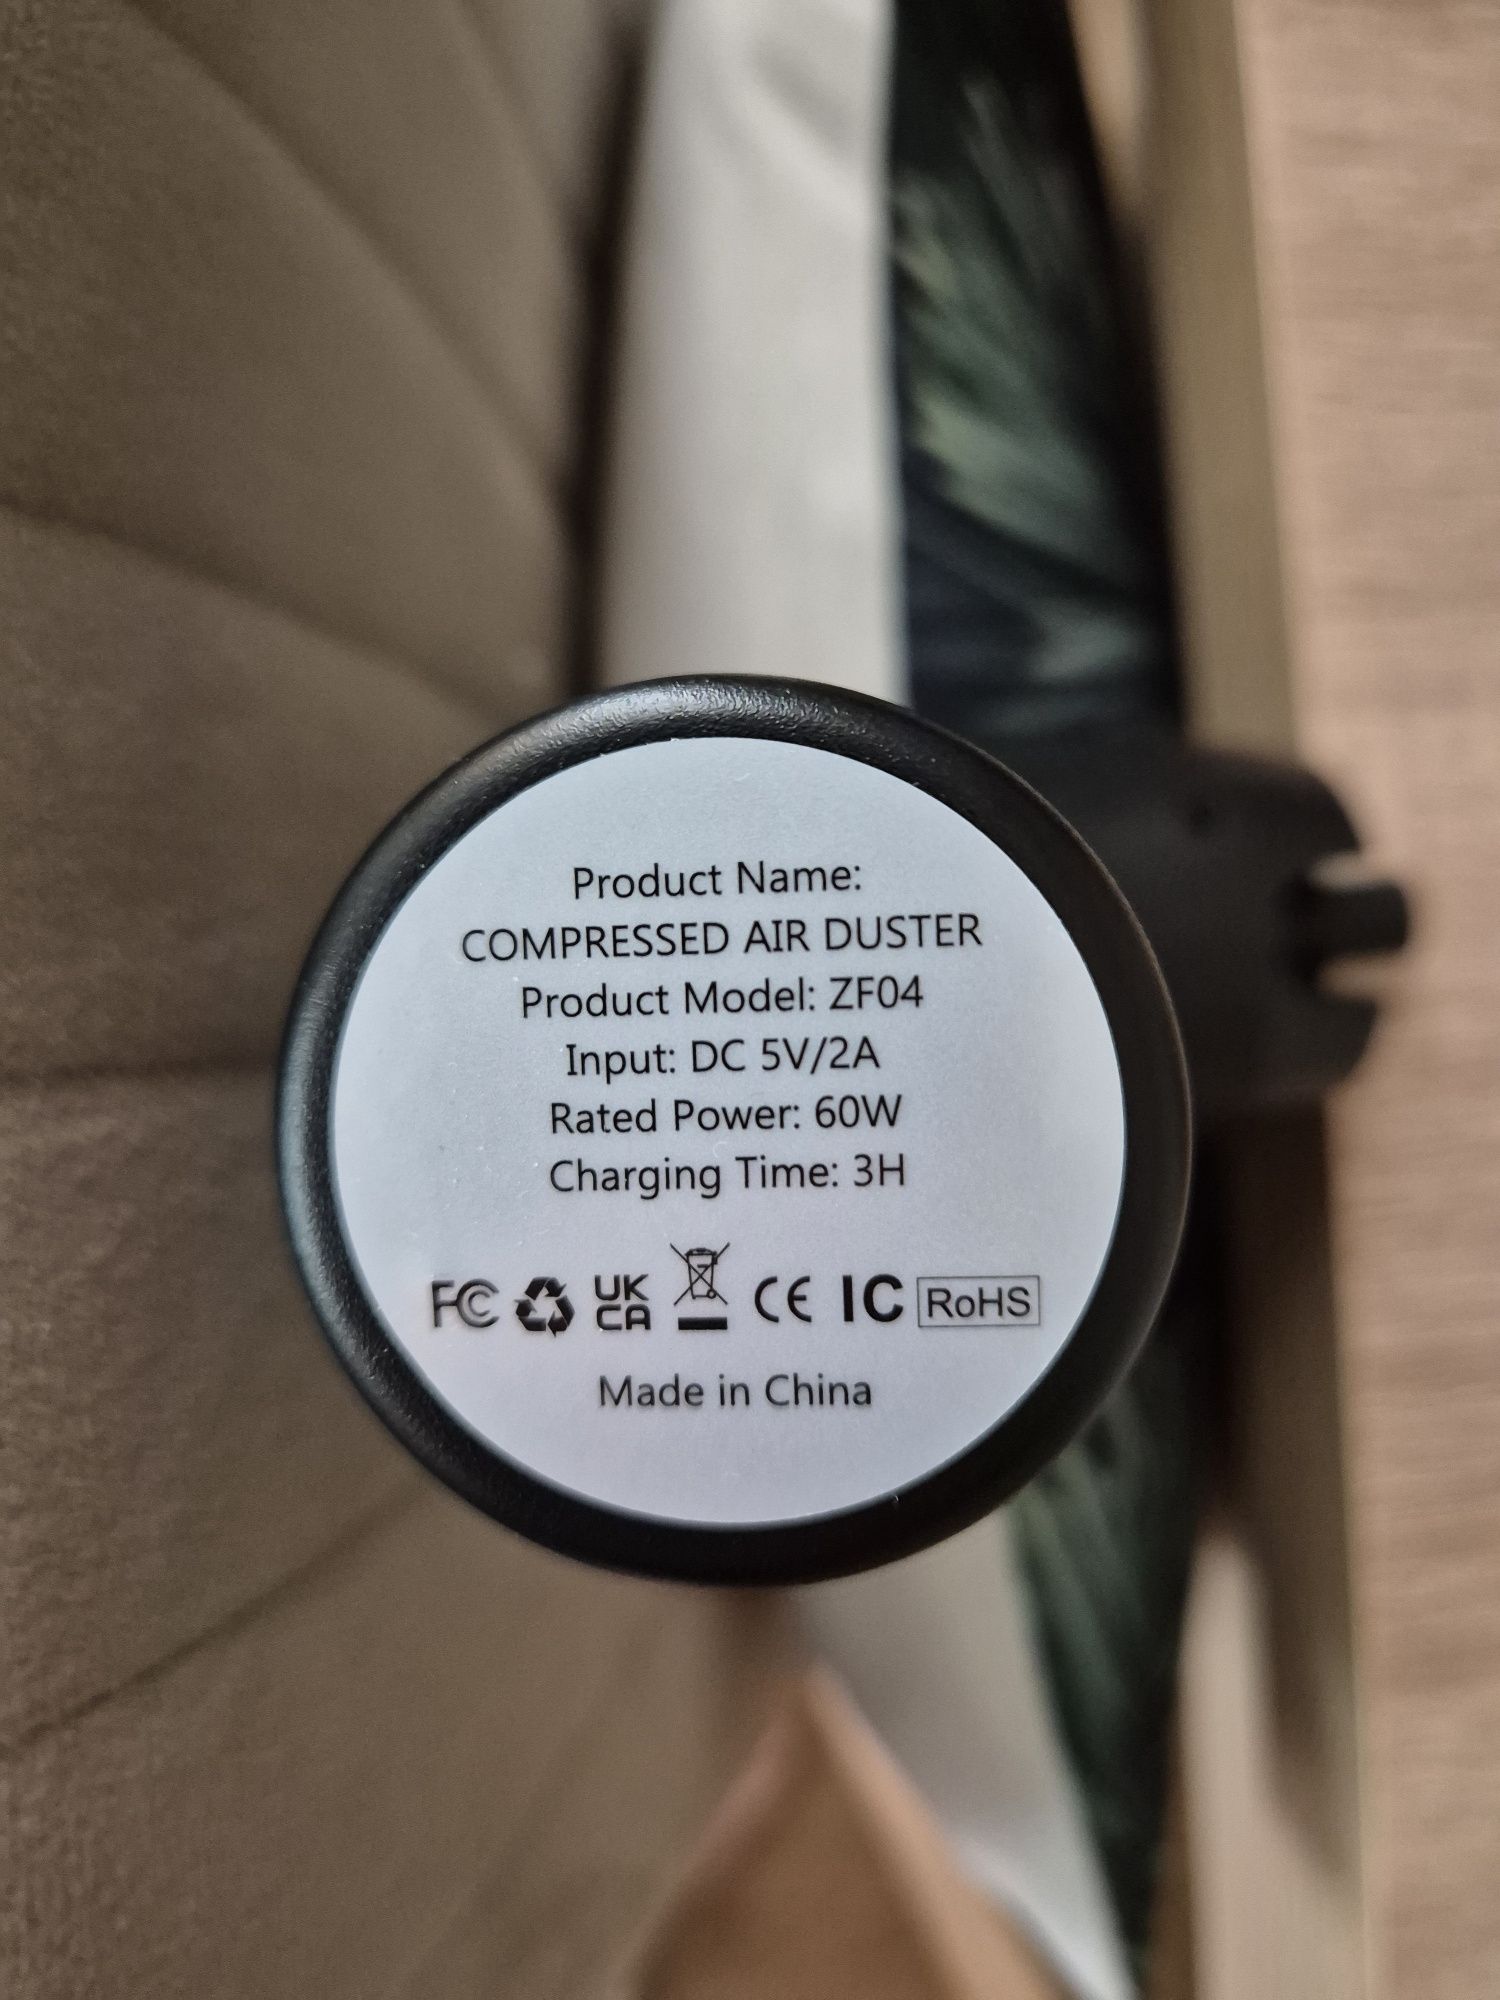 Product Name:
COMPRESSED AIR DUSTER
Product Model: ZF04
Input: DC 5V/2A
Rated Power: 60W
Charging Time: 3H
FC UK CA CE IC RoHS
Made in China